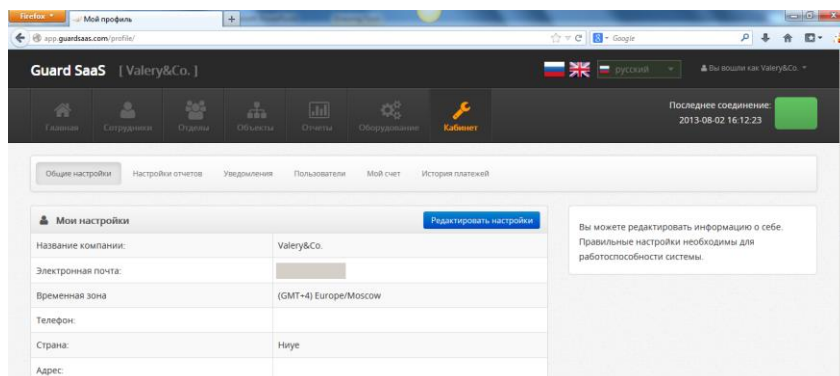 Firefox
Мой профиль
app.guardsaas.com/profile/
Google
Guard SaaS [ Valery&Co. ]
русский
Вы вошли как Valery&Co.
Главная
Сотрудники
Отделы
Объекты
Отчеты
Оборудование
Кабинет
Последнее соединение:
2013-08-02 16:12:23
Общие настройки
Настройки отчетов
Уведомления
Пользователи
Мой счет
История платежей
Мои настройки
Редактировать настройки
Название компании: Valery&Co.
Электронная почта:
Временная зона (GMT+4) Europe/Moscow
Телефон:
Страна: Ниуе
Адрес:
Вы можете редактировать информацию о себе.
Правильные настройки необходимы для
работоспособности системы.